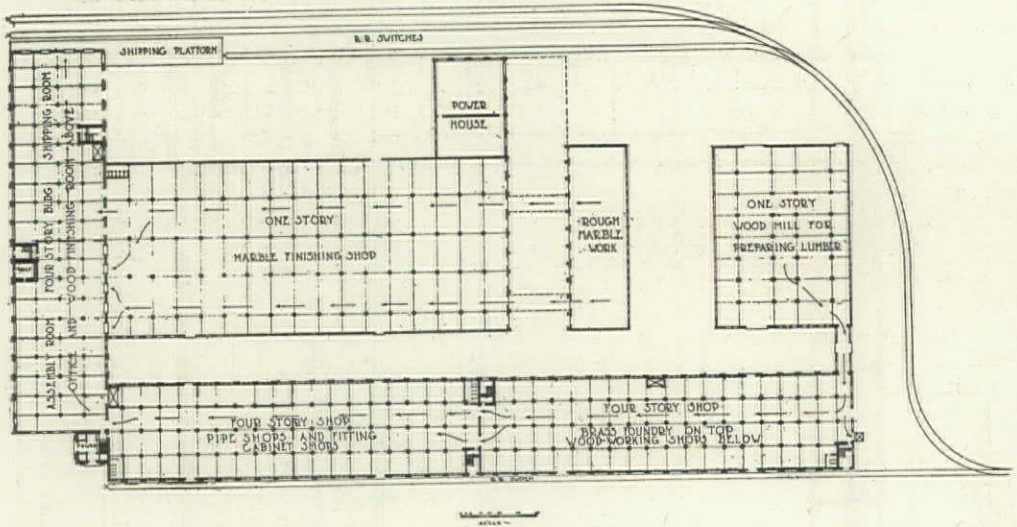 R.R. SWITCHES
SHIPPING PLATFORM
ASSEMBLY ROOM FOUR STORY BLDG SHIPPING ROOM
OFFICE AND WOOD FINISHING ROOM ABOVE
POWER
HOUSE
ONE STORY
MARBLE FINISHING SHOP
ROUGH
MARBLE
WORK
ONE STORY
WOOD MILL FOR
PREPARING LUMBER
FOUR STORY SHOP
PIPE SHOPS AND FITTING
CABINET SHOPS
FOUR STORY SHOP
BRASS FOUNDRY ON TOP
WOOD-WORKING SHOPS BELOW
R.R. SWITCH
SCALE